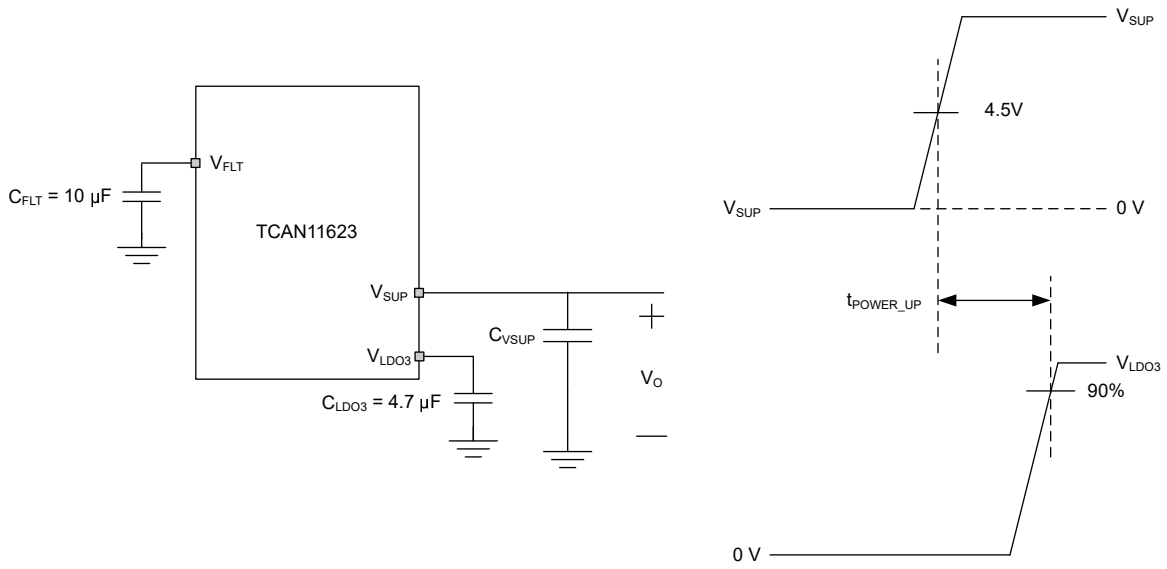 V_FLT
C_FLT = 10 µF
TCAN11623
V_SUP
C_VSUP
+
V_LDO3
V_O
C_LDO3 = 4.7 µF
—
V_SUP
4.5V
V_SUP
0 V
t_POWER_UP
V_LDO3
90%
0 V